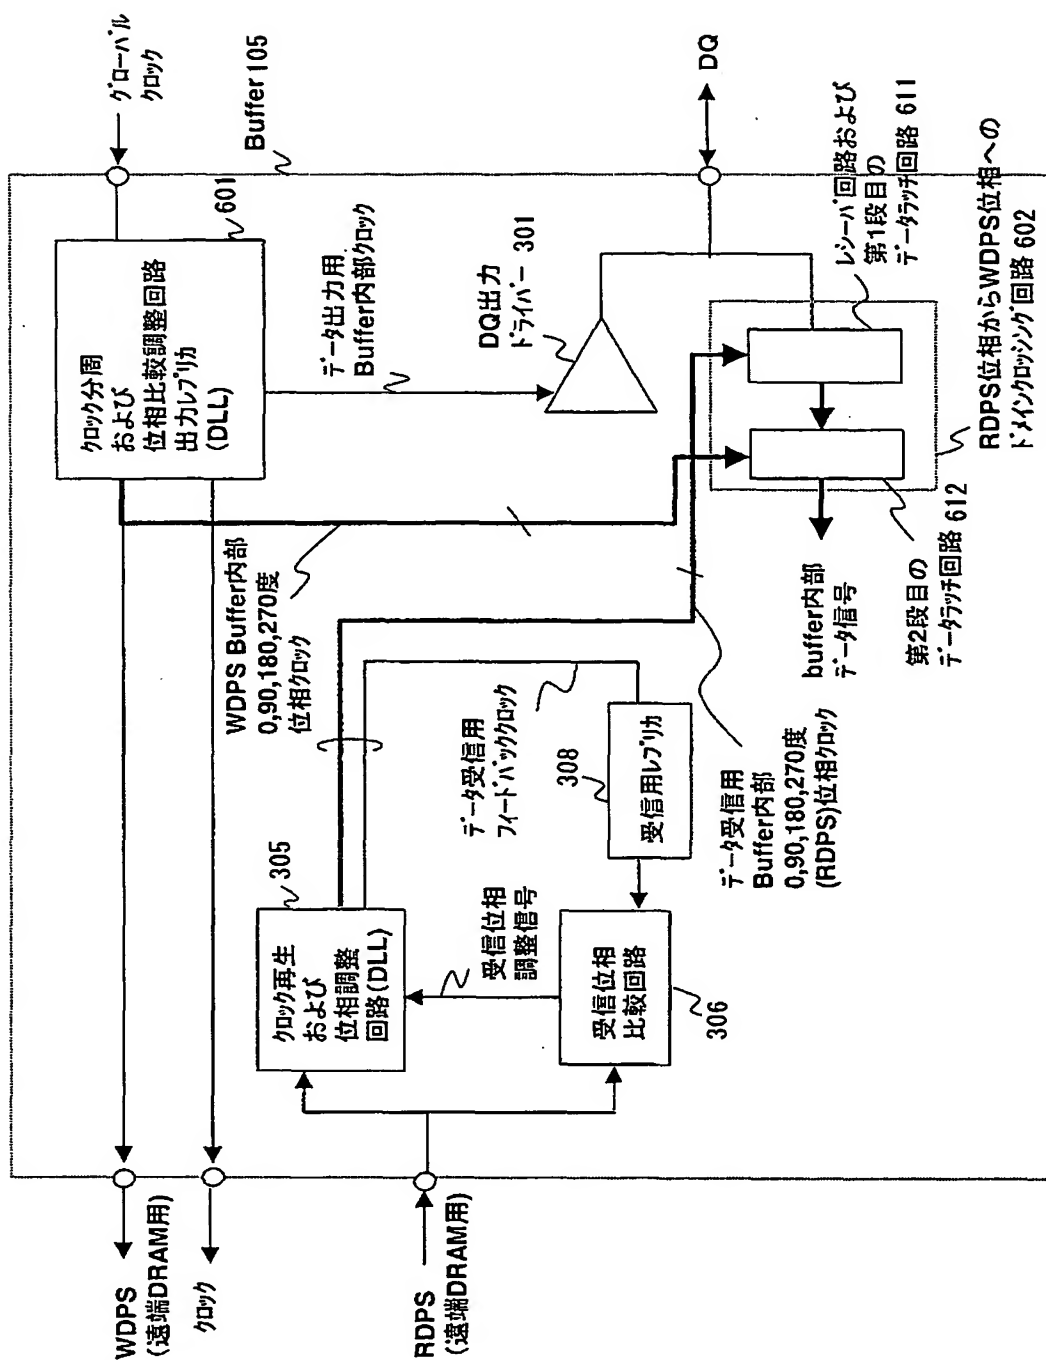 グローバル
クロック
Buffer105
クロック分周
および
位相比較調整回路
出力レプリカ
(DLL)
601
データ出力用
Buffer内部クロック
DQ出力
ドライバー 301
DQ
レシーバ回路および
第1段目の
データラッチ回路 611
RDPS位相からWDPS位相への
ドメインクロッシング回路 602
第2段目の
データラッチ回路 612
buffer内部
データ信号
WDPS Buffer内部
0,90,180,270度
位相クロック
データ受信用
フィードバッククロック
308
受信用レプリカ
データ受信用
Buffer内部
0,90,180,270度
(RDPS)位相クロック
305
クロック再生
および
位相調整
回路(DLL)
受信位相
調整信号
受信位相
比較回路
306
WDPS
(遠端DRAM用)
クロック
RDPS
(遠端DRAM用)